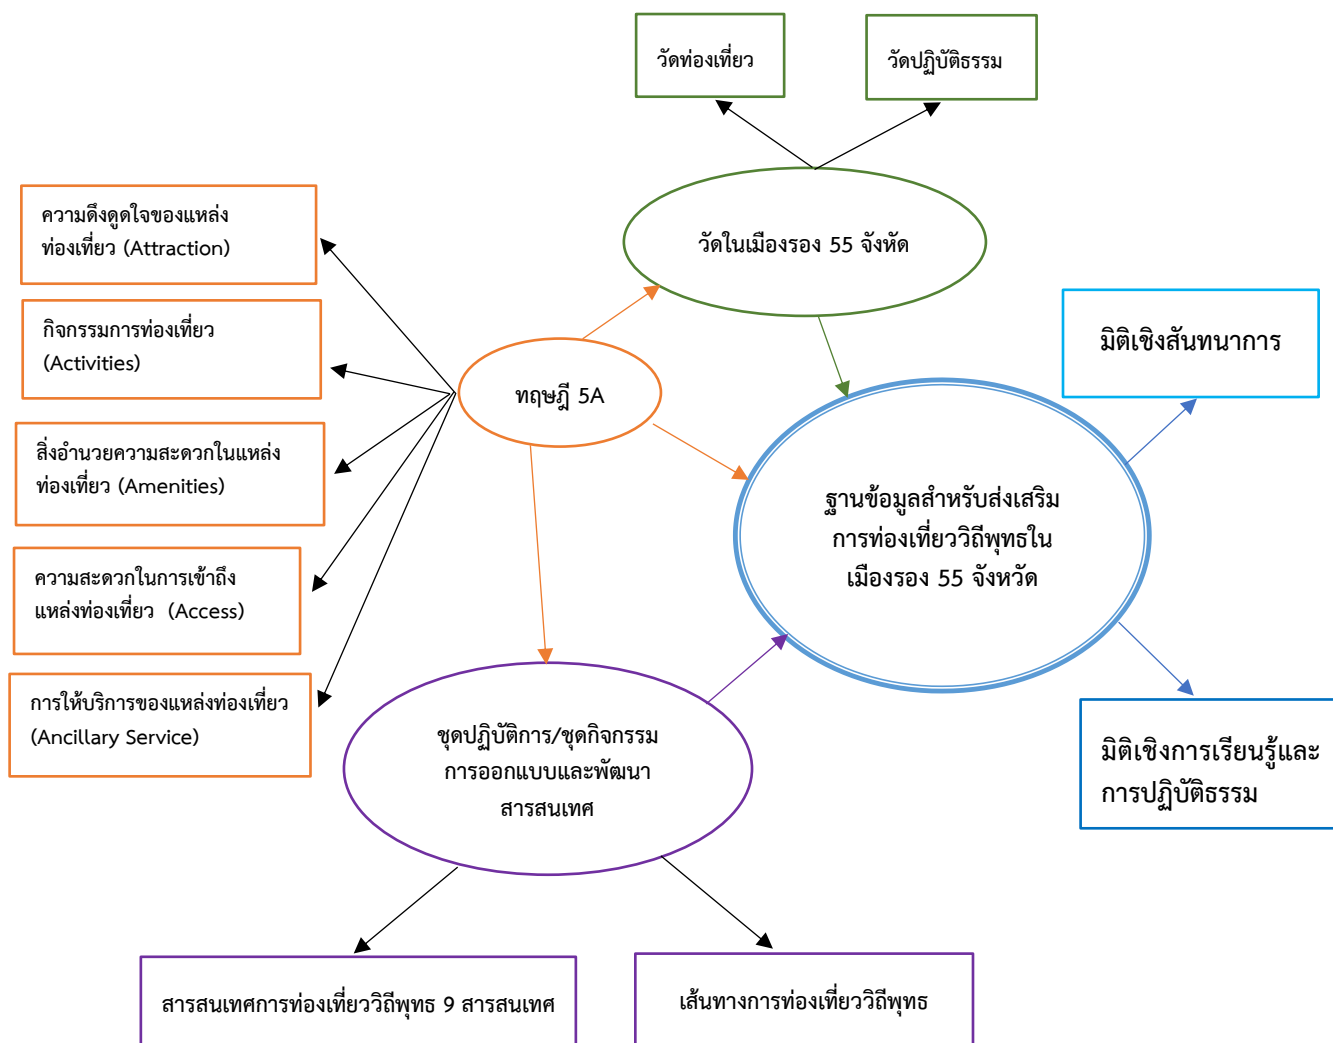 วัดท่องเที่ยว
วัดปฏิบัติธรรม
ความดึงดูดใจของแหล่ง
ท่องเที่ยว (Attraction)
วัดในเมืองรอง 55 จังหัด
กิจกรรมการท่องเที่ยว
(Activities)
มิติเชิงสันทนาการ
ทฤษฎี 5A
สิ่งอำนวยความสะดวกในแหล่ง
ท่องเที่ยว (Amenities)
ฐานข้อมูลสำหรับส่งเสริม
การท่องเที่ยววิถีพุทธใน
เมืองรอง 55 จังหวัด
ความสะดวกในการเข้าถึง
แหล่งท่องเที่ยว (Access)
การให้บริการของแหล่งท่องเที่ยว
(Ancillary Service)
ชุดปฏิบัติการ/ชุดกิจกรรม
การออกแบบและพัฒนา
สารสนเทศ
มิติเชิงการเรียนรู้และ
การปฏิบัติธรรม
สารสนเทศการท่องเที่ยววิถีพุทธ 9 สารสนเทศ
เส้นทางการท่องเที่ยววิถีพุทธ